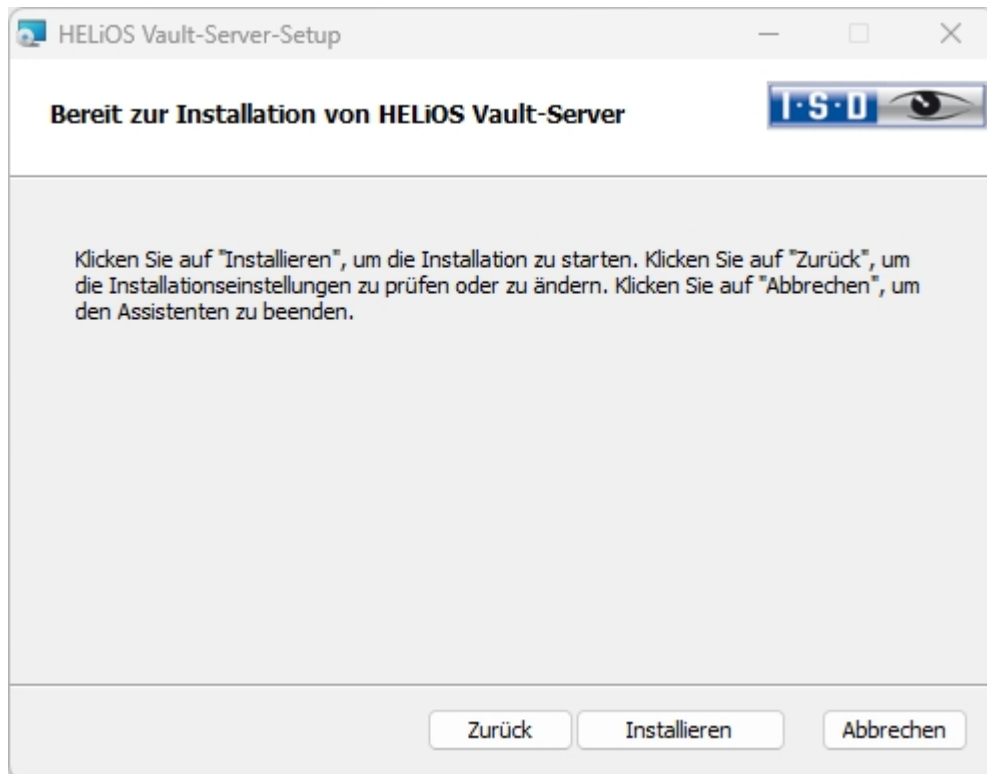 HELiOS Vault-Server-Setup
Bereit zur Installation von HELiOS Vault-Server
I·S·D
Klicken Sie auf "Installieren", um die Installation zu starten. Klicken Sie auf "Zurück", um
die Installationseinstellungen zu prüfen oder zu ändern. Klicken Sie auf "Abbrechen", um
den Assistenten zu beenden.
Zurück Installieren Abbrechen